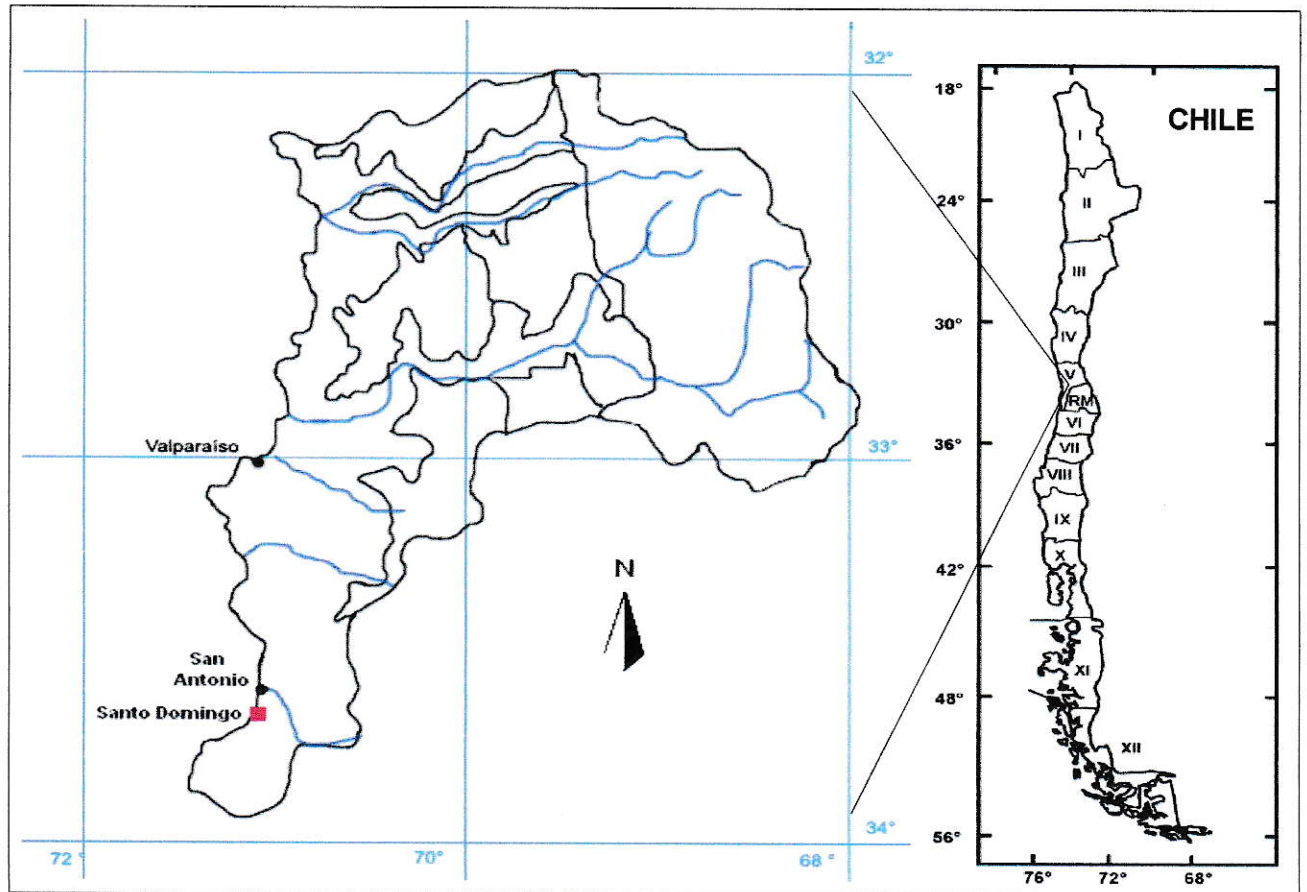 32°
Valparaíso
33°
N
San
Antonio
Santo Domingo
34°
72 °
70°
68 °
CHILE
18°
24°
30°
36°
42°
48°
56°
I
II
III
IV
V
RM
VI
VII
VIII
IX
X
XI
XII
76°
72°
68°